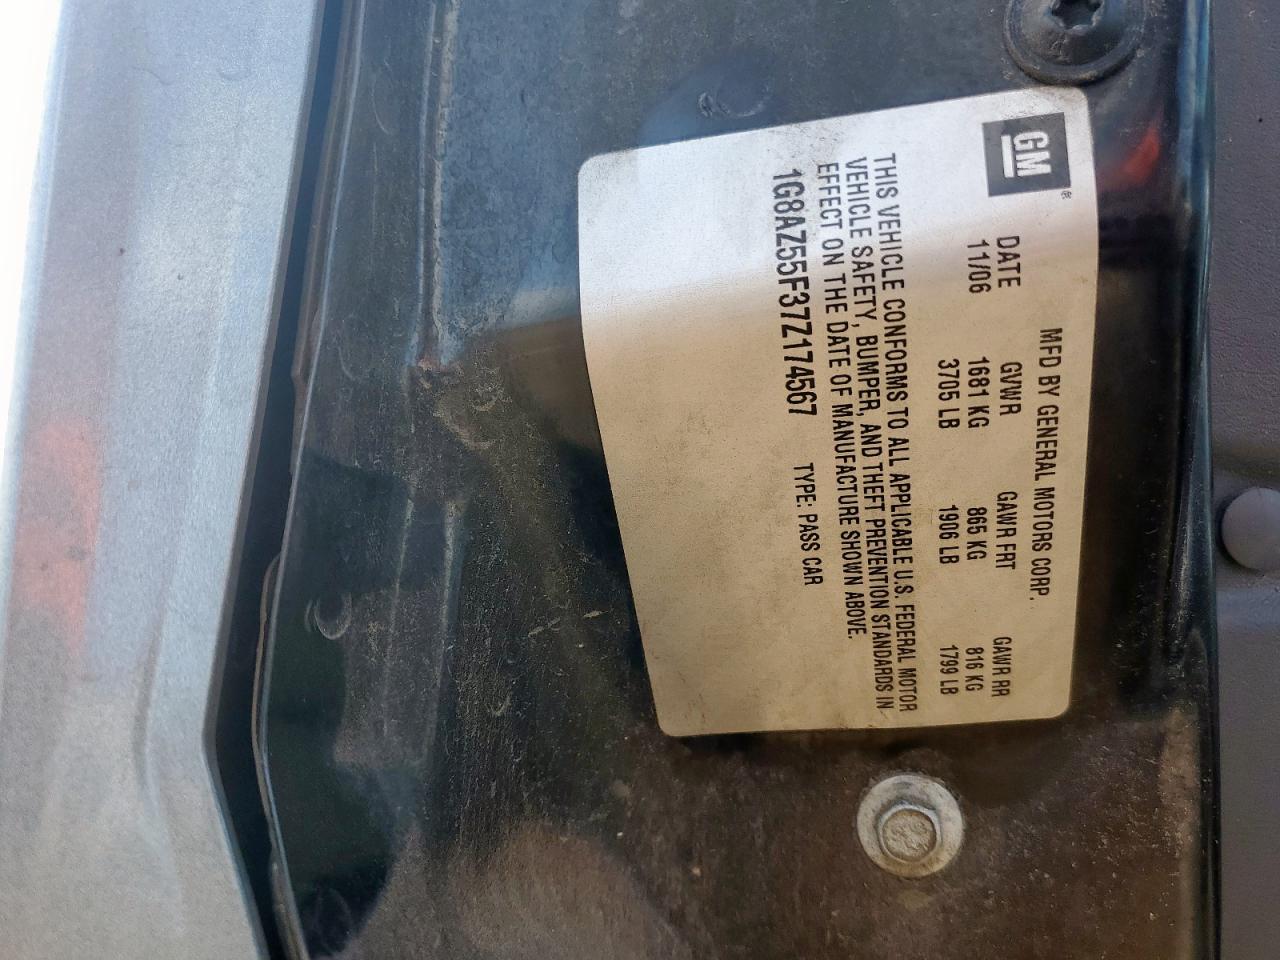 GM®
MFD BY GENERAL MOTORS CORP.
DATE GVWR GAWR FRT GAWR RR
11/06 1681 KG 865 KG 816 KG
3705 LB 1906 LB 1799 LB
THIS VEHICLE CONFORMS TO ALL APPLICABLE U.S. FEDERAL MOTOR
VEHICLE SAFETY, BUMPER, AND THEFT PREVENTION STANDARDS IN
EFFECT ON THE DATE OF MANUFACTURE SHOWN ABOVE.
1G8AZ55F37Z174567 TYPE: PASS CAR